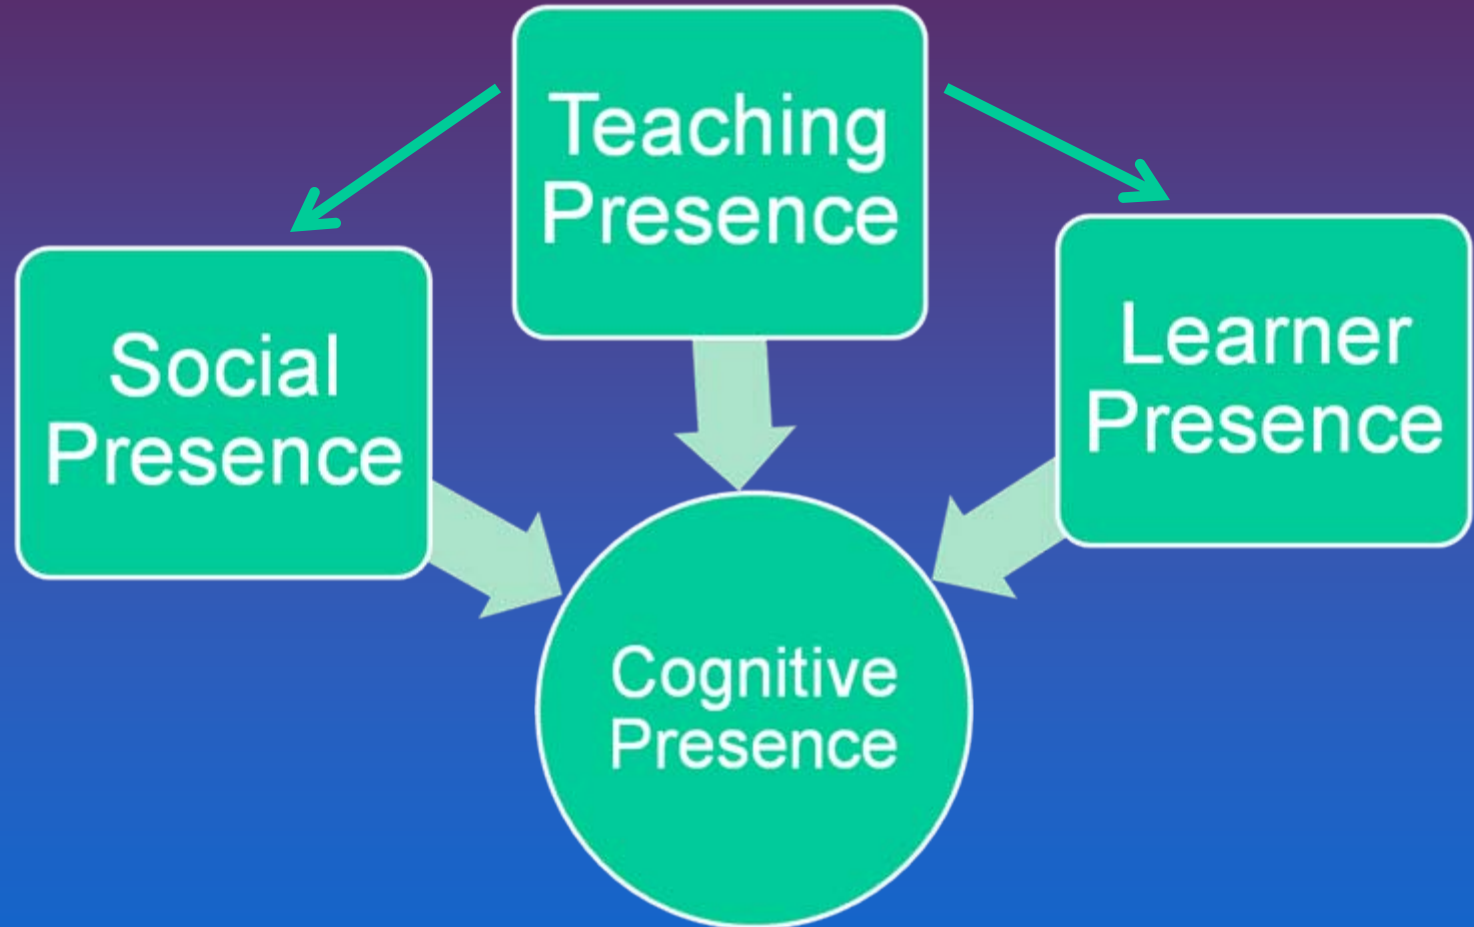 Teaching
Presence
Social
Presence
Learner
Presence
Cognitive
Presence